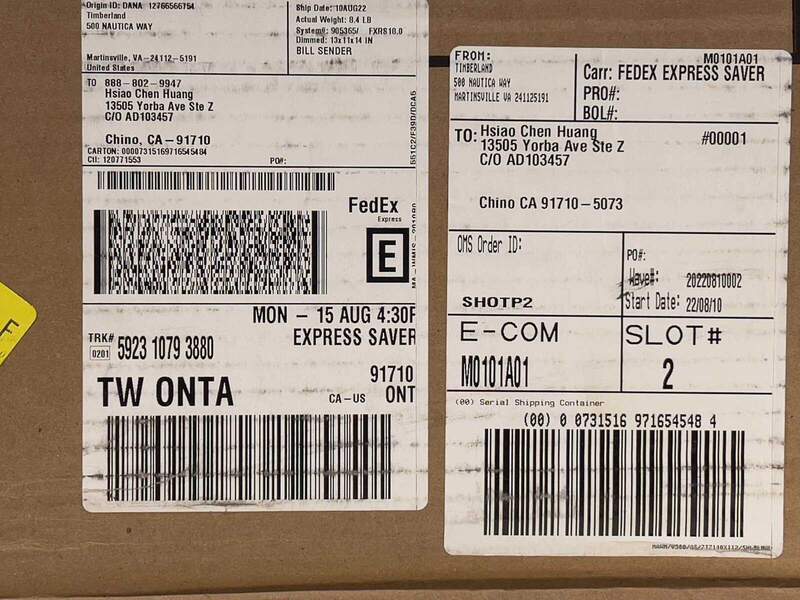 Origin ID: DANA 12766566754
Timberland
500 NAUTICA WAY
Martinsville, VA-24112-5191
United States
Ship Date: 10AUG22
Actual Weight: 8.4 LB
System#: 905365/ FXRS10.0
Dimmed: 13x11x14 IN
BILL SENDER
TO 888-802-9947
Hsiao Chen Huang
13505 Yorba Ave Ste Z
C/O AD103457
Chino, CA-91710
CARTON: 00007315169716545484
Ctl: 120771553
PO#:
551C2/F39D/DCA5
FedEx
Express
E
MON - 15 AUG 4:30P
EXPRESS SAVER
TRK#
0201
5923 1079 3880
TW ONTA
91710
CA-US
ONT
FROM:
TIMBERLAND
500 NAUTICA WAY
MARTINSVILLE VA 241125191
M0101A01
Carr: FEDEX EXPRESS SAVER
PRO#:
BOL#:
TO: Hsiao Chen Huang
13505 Yorba Ave Ste Z
C/O AD103457
#00001
Chino CA 91710-5073
OMS Order ID:
SHOTP2
PO#:
Wave#: 20220810002
Start Date: 22/08/10
E-COM
M0101A01
SLOT#
2
(00) Serial Shipping Container
(00) 0 0731516 971654548 4
F